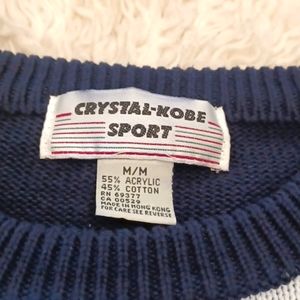 CRYSTAL-KOBE
SPORT
M/M
55% ACRYLIC
45% COTTON
RN 69377
CA 00529
MADE IN HONG KONG
FOR CARE SEE REVERSE